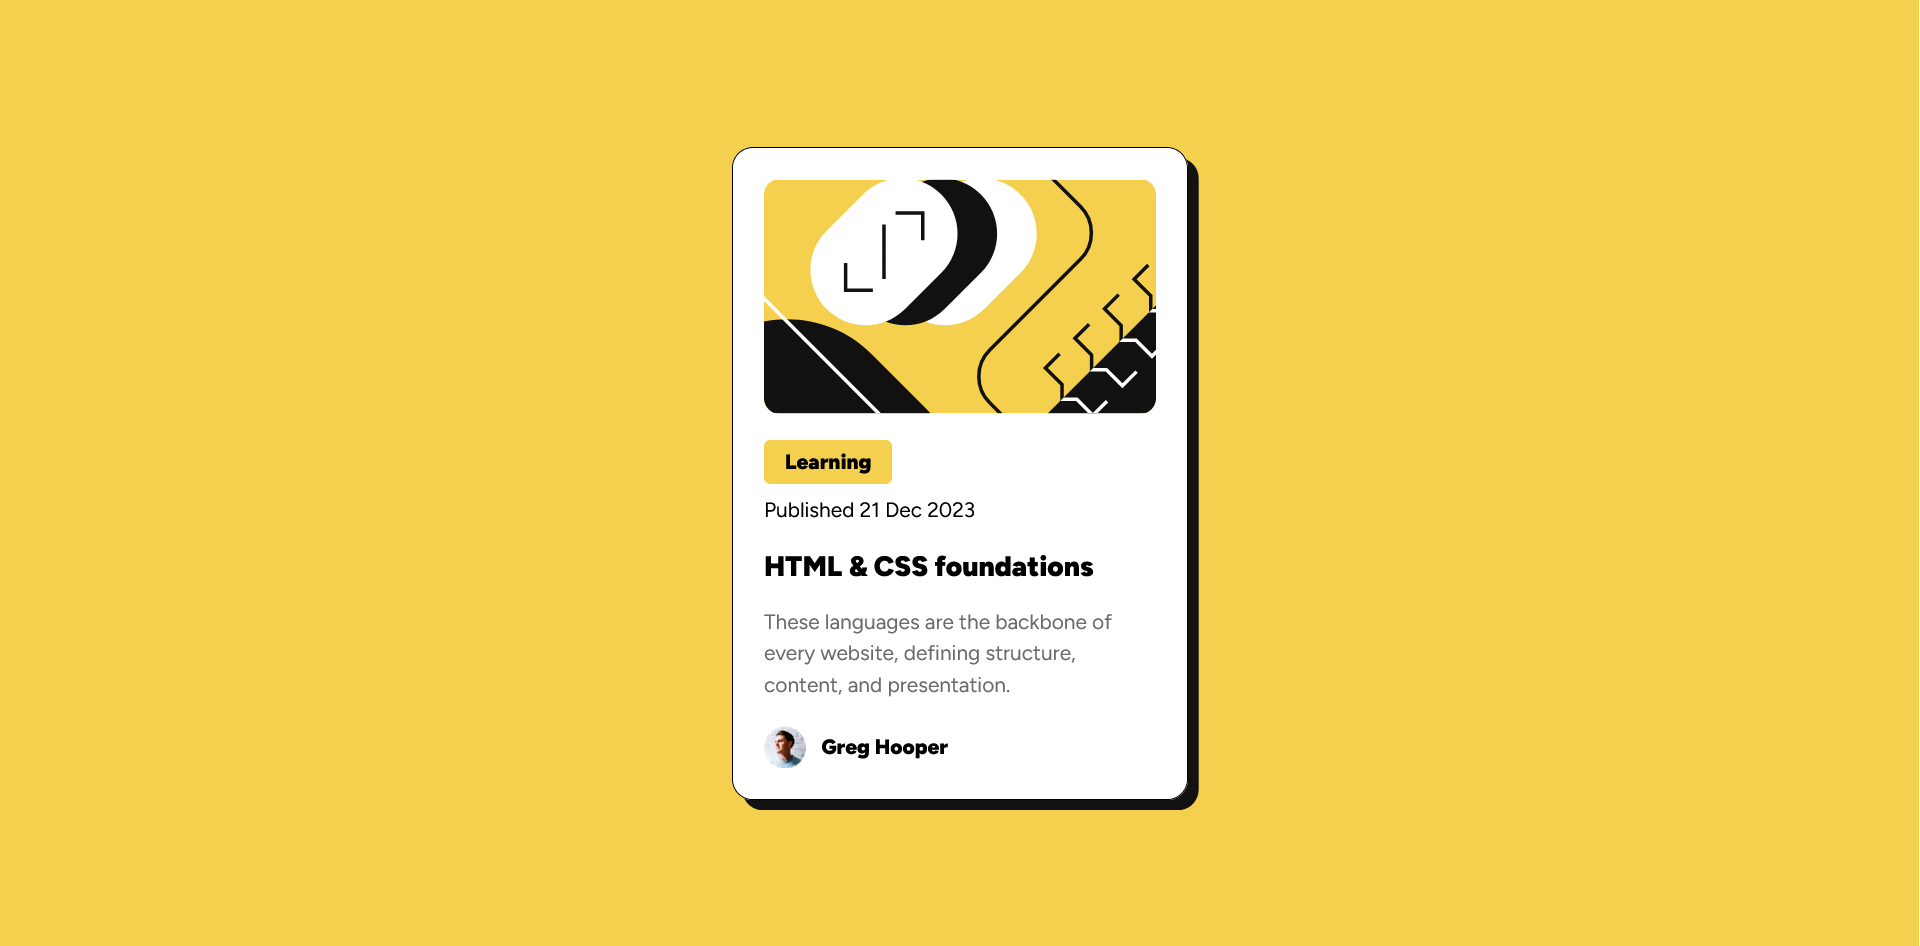 Learning
Published 21 Dec 2023
HTML & CSS foundations
These languages are the backbone of
every website, defining structure,
content, and presentation.
Greg Hooper